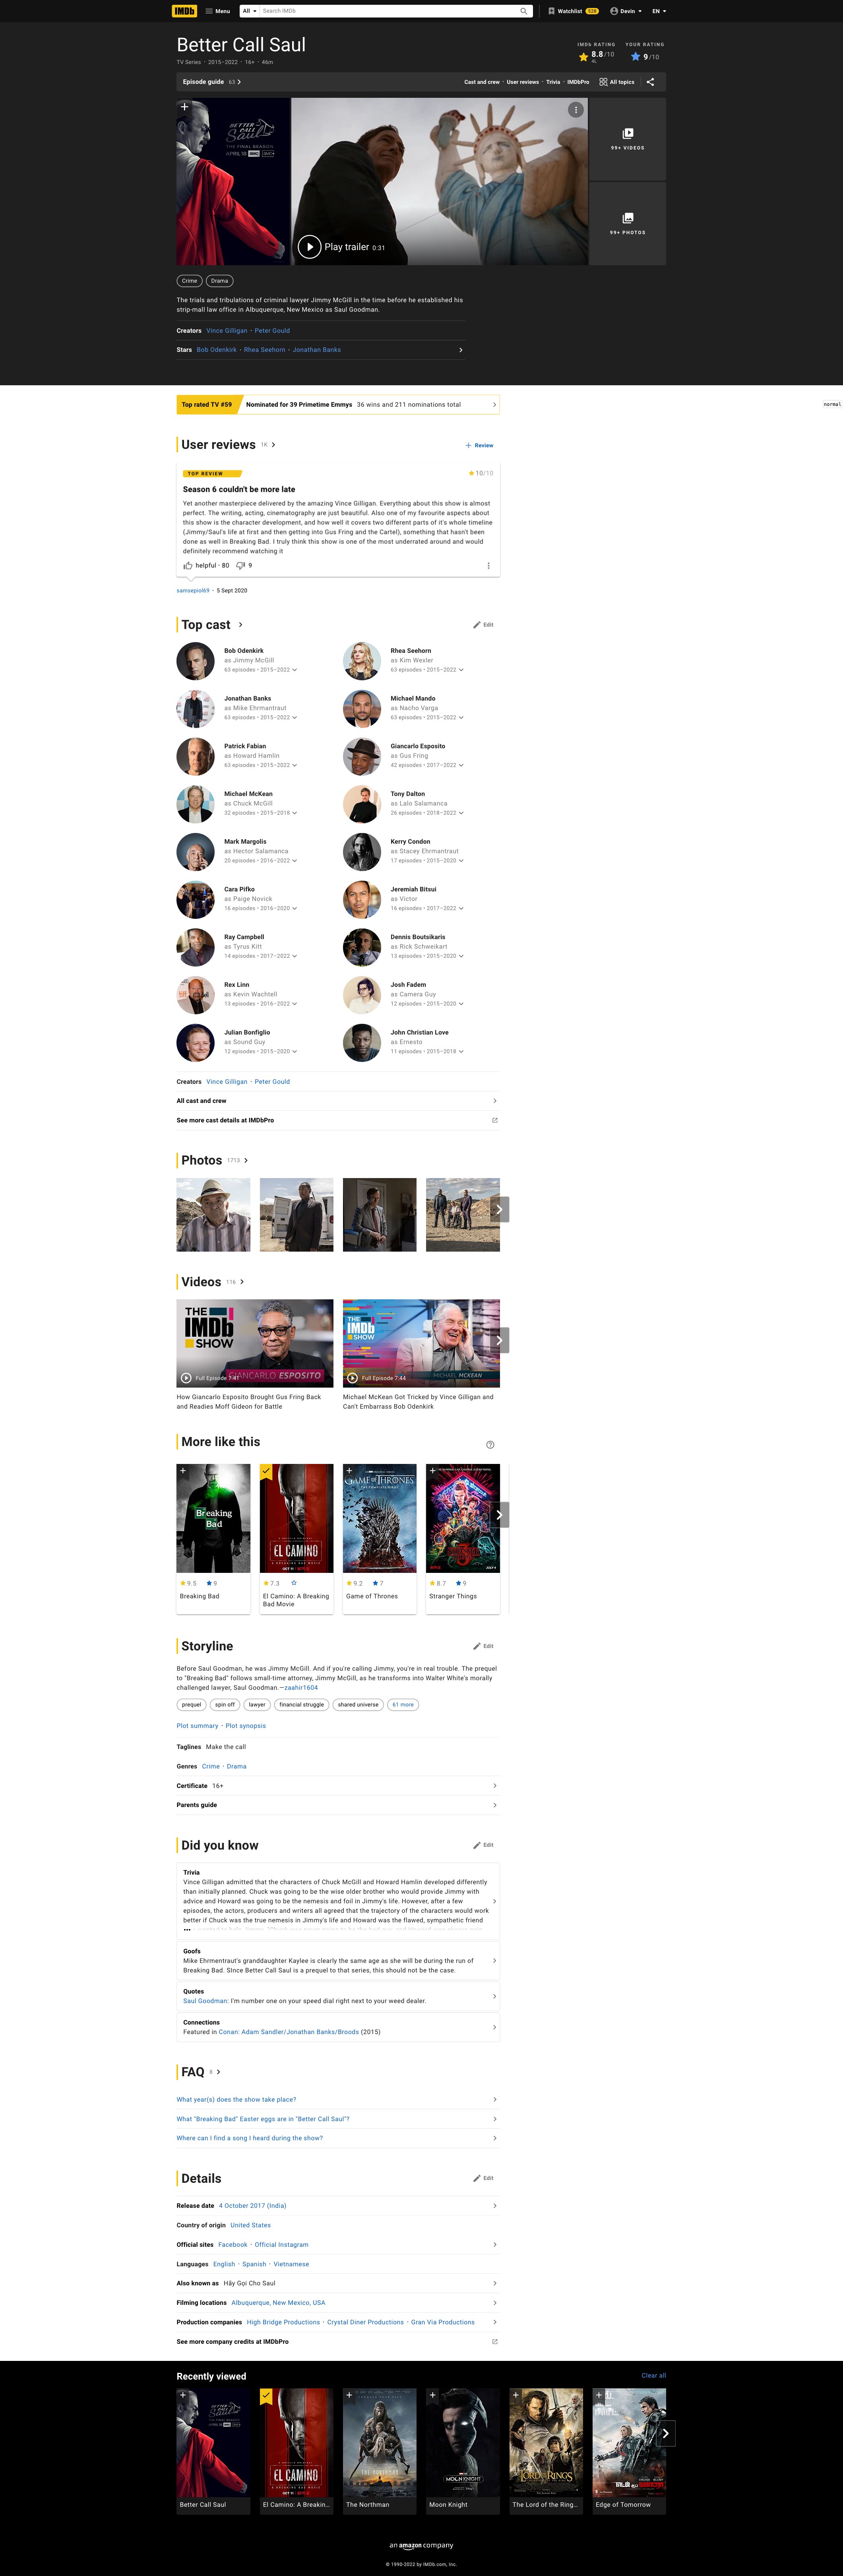 IMDb Menu All Search IMDb Watchlist 528 Devin EN
Better Call Saul
TV Series · 2015–2022 · 16+ · 46m
IMDb RATING YOUR RATING
8.8/10 9/10
4L
Episode guide 63 Cast and crew · User reviews · Trivia · IMDbPro All topics
BETTER CALL Saul
THE FINAL SEASON
APRIL 18
99+ VIDEOS
Play trailer 0:31
99+ PHOTOS
Crime Drama
The trials and tribulations of criminal lawyer Jimmy McGill in the time before he established his
strip-mall law office in Albuquerque, New Mexico as Saul Goodman.
Creators Vince Gilligan · Peter Gould
Stars Bob Odenkirk · Rhea Seehorn · Jonathan Banks
Top rated TV #59 Nominated for 39 Primetime Emmys 36 wins and 211 nominations total
normal
User reviews 1K + Review
TOP REVIEW 10/10
Season 6 couldn't be more late
Yet another masterpiece delivered by the amazing Vince Gilligan. Everything about this show is almost
perfect. The writing, acting, cinematography are just beautiful. Also one of my favourite aspects about
this show is the character development, and how well it covers two different parts of it's whole timeline
(Jimmy/Saul's life at first and then getting into Gus Fring and the Cartel), something that hasn't been
done as well in Breaking Bad. I truly think this show is one of the most underrated around and would
definitely recommend watching it
helpful · 80 9
samsepiol69 · 5 Sept 2020
Top cast Edit
Bob Odenkirk
as Jimmy McGill
63 episodes • 2015–2022
Rhea Seehorn
as Kim Wexler
63 episodes • 2015–2022
Jonathan Banks
as Mike Ehrmantraut
63 episodes • 2015–2022
Michael Mando
as Nacho Varga
63 episodes • 2015–2022
Patrick Fabian
as Howard Hamlin
63 episodes • 2015–2022
Giancarlo Esposito
as Gus Fring
42 episodes • 2017–2022
Michael McKean
as Chuck McGill
32 episodes • 2015–2018
Tony Dalton
as Lalo Salamanca
26 episodes • 2018–2022
Mark Margolis
as Hector Salamanca
20 episodes • 2016–2022
Kerry Condon
as Stacey Ehrmantraut
17 episodes • 2015–2020
Cara Pifko
as Paige Novick
16 episodes • 2016–2020
Jeremiah Bitsui
as Victor
16 episodes • 2017–2022
Ray Campbell
as Tyrus Kitt
14 episodes • 2017–2022
Dennis Boutsikaris
as Rick Schweikart
13 episodes • 2015–2020
Rex Linn
as Kevin Wachtell
13 episodes • 2016–2022
Josh Fadem
as Camera Guy
12 episodes • 2015–2020
Julian Bonfiglio
as Sound Guy
12 episodes • 2015–2020
John Christian Love
as Ernesto
11 episodes • 2015–2018
Creators Vince Gilligan · Peter Gould
All cast and crew
See more cast details at IMDbPro
Photos 1713
Videos 116
THE
IMDb
SHOW
GIANCARLO ESPOSITO
Full Episode 7:41
THE
IMDb
SHOW
MICHAEL MCKEAN
Full Episode 7:44
How Giancarlo Esposito Brought Gus Fring Back
and Readies Moff Gideon for Battle
Michael McKean Got Tricked by Vince Gilligan and
Can't Embarrass Bob Odenkirk
More like this
Breaking
Bad
EL CAMINO
A BREAKING BAD MOVIE
OCT 11
GAME OF THRONES
JULY 4
9.5 9 7.3 9.2 7 8.7 9
Breaking Bad
El Camino: A Breaking
Bad Movie
Game of Thrones
Stranger Things
Storyline Edit
Before Saul Goodman, he was Jimmy McGill. And if you're calling Jimmy, you're in real trouble. The prequel
to "Breaking Bad" follows small-time attorney, Jimmy McGill, as he transforms into Walter White's morally
challenged lawyer, Saul Goodman.—zaahir1604
prequel spin off lawyer financial struggle shared universe 61 more
Plot summary · Plot synopsis
Taglines Make the call
Genres Crime · Drama
Certificate 16+
Parents guide
Did you know Edit
Trivia
Vince Gilligan admitted that the characters of Chuck McGill and Howard Hamlin developed differently
than initially planned. Chuck was going to be the wise older brother who would provide Jimmy with
advice and Howard was going to be the nemesis and foil in Jimmy's life. However, after a few
episodes, the actors, producers and writers all agreed that the trajectory of the characters would work
better if Chuck was the true nemesis in Jimmy's life and Howard was the flawed, sympathetic friend
Goofs
Mike Ehrmentraut's granddaughter Kaylee is clearly the same age as she will be during the run of
Breaking Bad. SInce Better Call Saul is a prequel to that series, this should not be the case.
Quotes
Saul Goodman: I'm number one on your speed dial right next to your weed dealer.
Connections
Featured in Conan: Adam Sandler/Jonathan Banks/Broods (2015)
FAQ 8
What year(s) does the show take place?
What "Breaking Bad" Easter eggs are in "Better Call Saul"?
Where can I find a song I heard during the show?
Details Edit
Release date 4 October 2017 (India)
Country of origin United States
Official sites Facebook · Official Instagram
Languages English · Spanish · Vietnamese
Also known as Hãy Gọi Cho Saul
Filming locations Albuquerque, New Mexico, USA
Production companies High Bridge Productions · Crystal Diner Productions · Gran Via Productions
See more company credits at IMDbPro
Recently viewed Clear all
BETTER CALL Saul
EL CAMINO
MOON KNIGHT
LORD OF THE RINGS
Better Call Saul
El Camino: A Breakin...
The Northman
Moon Knight
The Lord of the Ring...
Edge of Tomorrow
an amazon company
© 1990-2022 by IMDb.com, Inc.